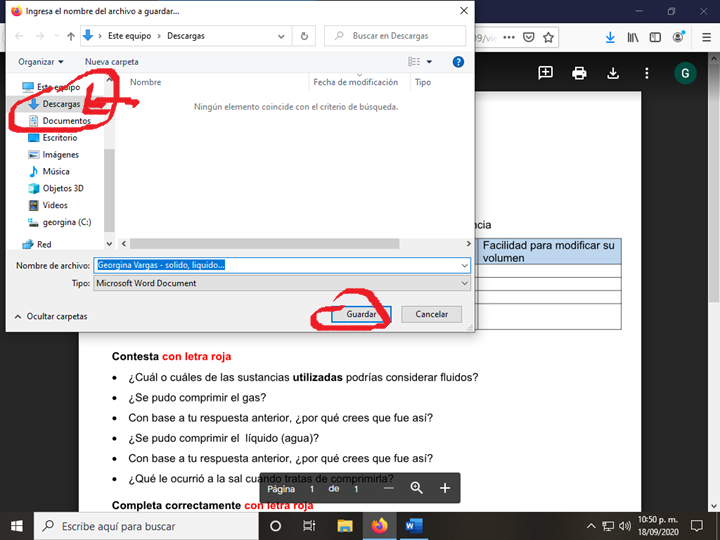 Ingresa el nombre del archivo a guardar...
Este equipo > Descargas
Buscar en Descargas
09/vie
Organizar
Nueva carpeta
Este equipo
Descargas
Documentos
Escritorio
Imágenes
Música
Objetos 3D
Videos
georgina (C:)
Red
Nombre
Fecha de modificación
Tipo
Ningún elemento coincide con el criterio de búsqueda.
Nombre de archivo: Georgina Vargas - solido, liquido...
Tipo: Microsoft Word Document
Ocultar carpetas
Guardar
Cancelar
G
ncia
Facilidad para modificar su
volumen
Contesta con letra roja
• ¿Cuál o cuáles de las sustancias utilizadas podrías considerar fluidos?
• ¿Se pudo comprimir el gas?
• Con base a tu respuesta anterior, ¿por qué crees que fue así?
• ¿Se pudo comprimir el líquido (agua)?
• Con base a tu respuesta anterior, ¿por qué crees que fue así?
• ¿Qué le ocurrió a la sal cuando tratas de comprimirla?
Página 1 de 1
Completa correctamente con letra roja
Escribe aquí para buscar
10:50 p. m.
18/09/2020